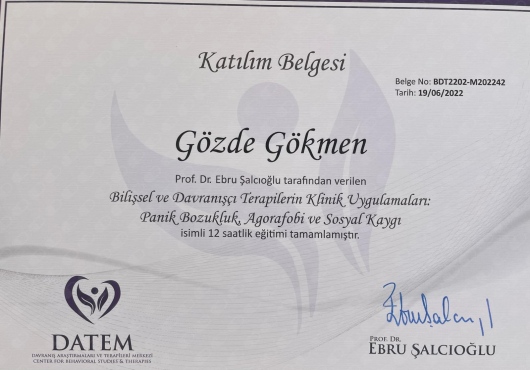 Katılım Belgesi
Belge No: BDT2202-M202242
Tarih: 19/06/2022
Gözde Gökmen
Prof. Dr. Ebru Şalcıoğlu tarafından verilen
Bilişsel ve Davranışçı Terapilerin Klinik Uygulamaları:
Panik Bozukluk, Agorafobi ve Sosyal Kaygı
isimli 12 saatlik eğitimi tamamlamıştır.
DATEM
DAVRANIŞ ARAŞTIRMALARI VE TERAPİLERİ MERKEZİ
CENTER FOR BEHAVIORAL STUDIES & THERAPIES
EbruŞalcı
PROF. DR.
EBRU ŞALCIOĞLU